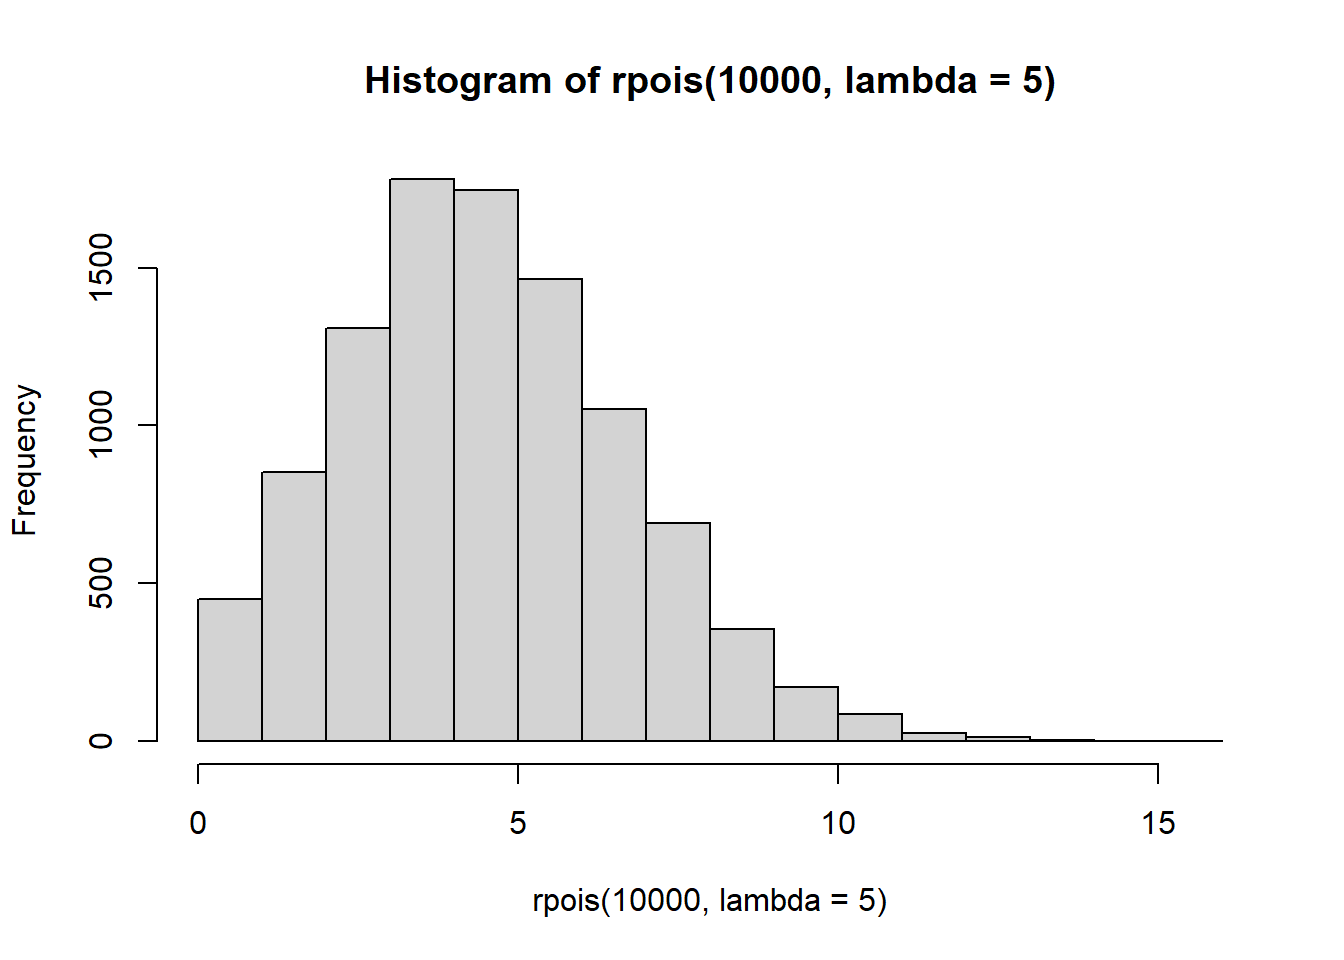 Histogram of rpois(10000, lambda = 5)
Frequency
1500
1000
500
0
0 5 10 15
rpois(10000, lambda = 5)